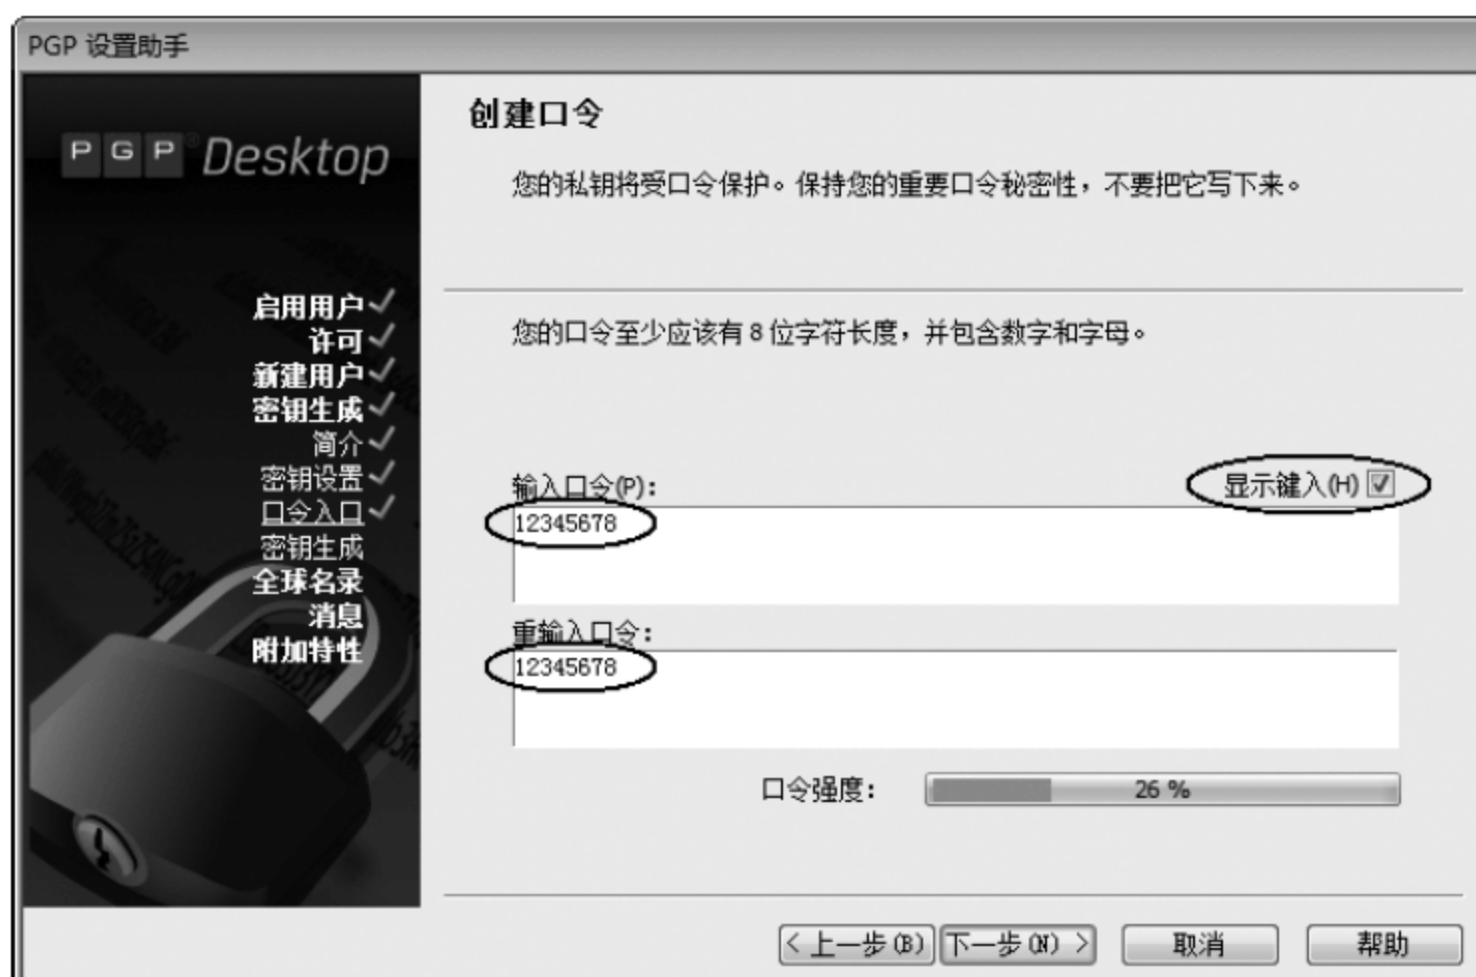 PGP 设置助手
PGP® Desktop
启用用户
许可
新建用户
密钥生成
简介
密钥设置
口令入口
密钥生成
全球名录
消息
附加特性
创建口令
您的私钥将受口令保护。保持您的重要口令秘密性，不要把它写下来。
您的口令至少应该有 8 位字符长度，并包含数字和字母。
输入口令(P): 显示键入(H)
12345678
重输入口令:
12345678
口令强度: 26 %
< 上一步(B) 下一步(N) > 取消 帮助